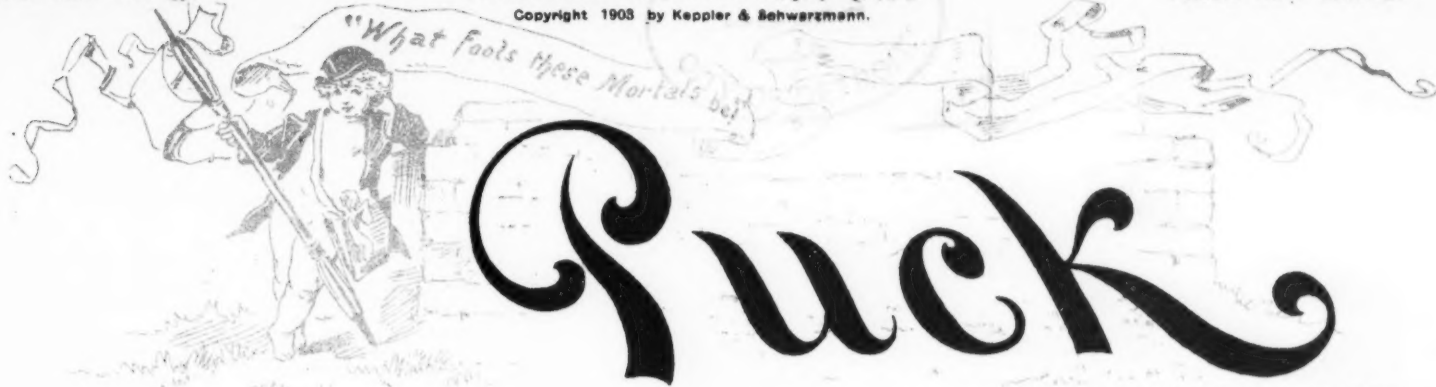 Copyright 1903 by Keppler & Schwarzmann.
"What Fools these Mortals be!"
Puck